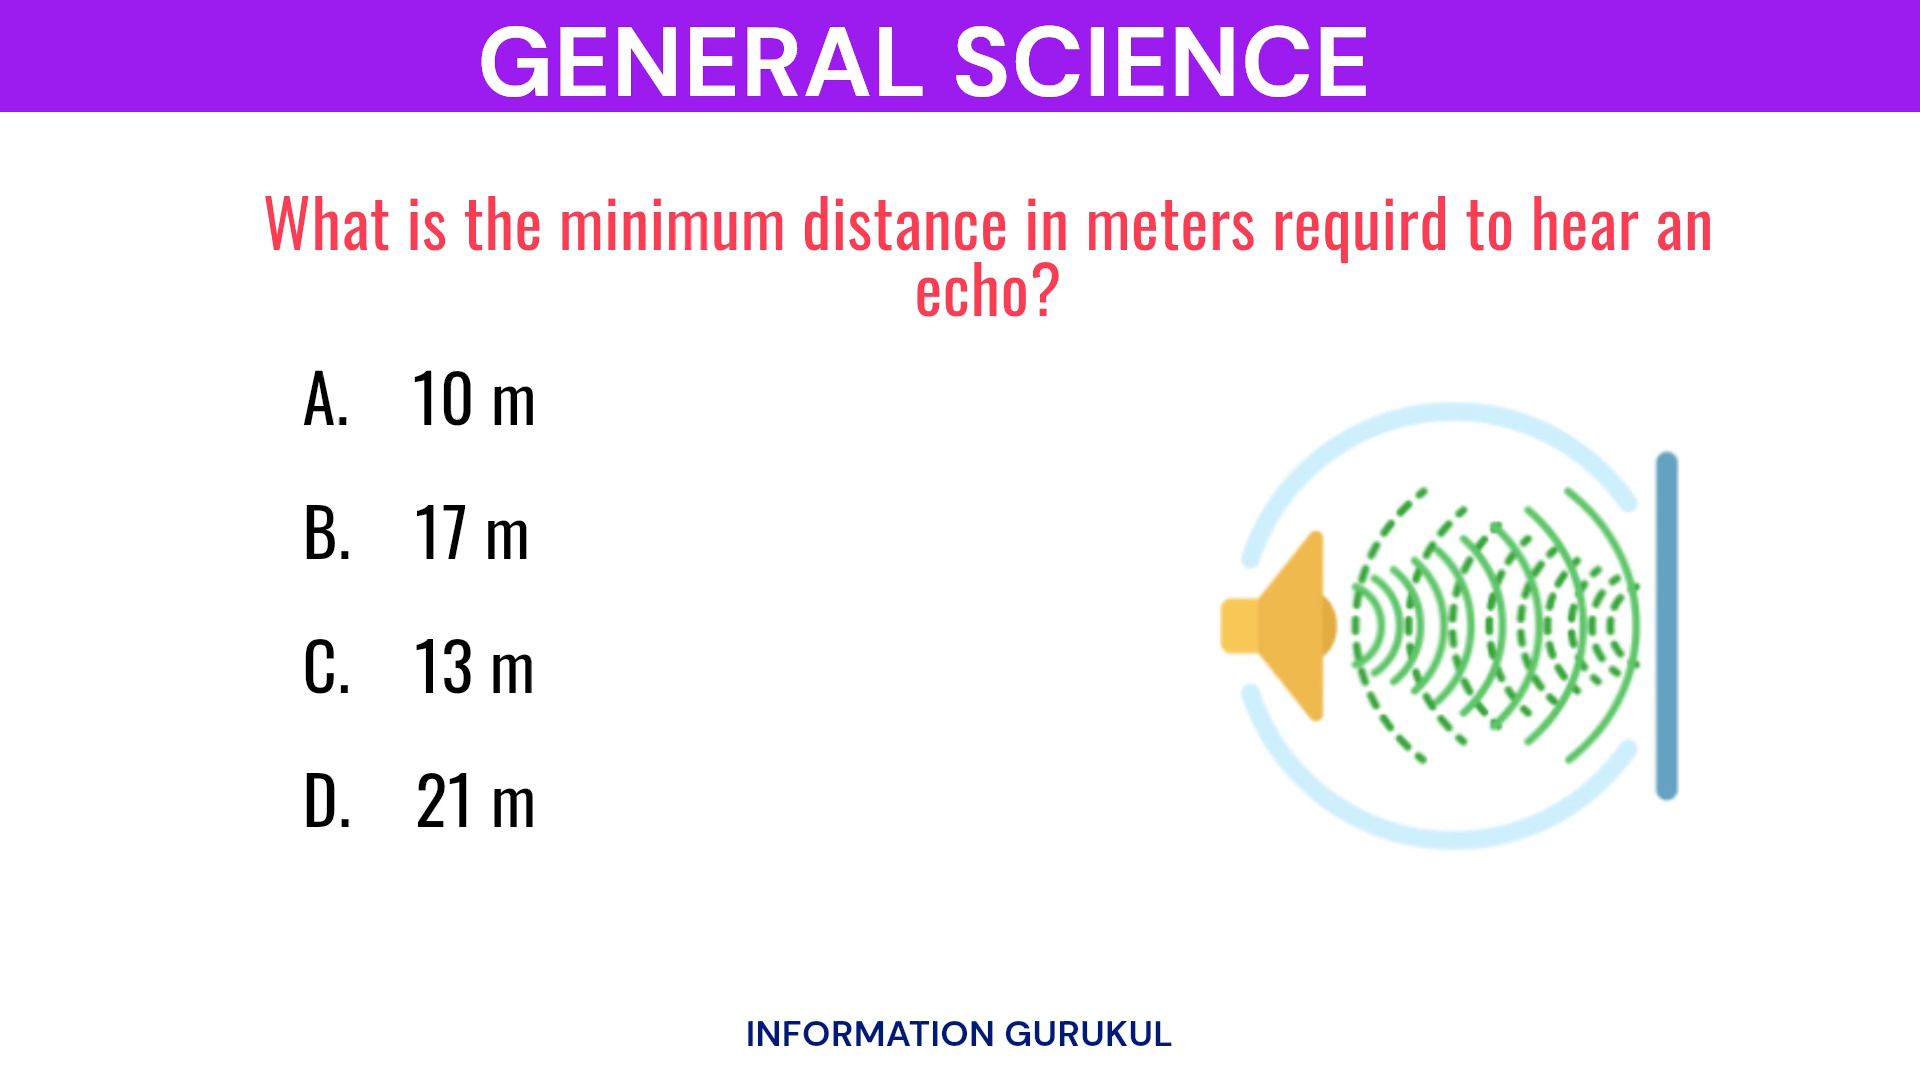 GENERAL SCIENCE
What is the minimum distance in meters requird to hear an
echo?
A. 10 m
B. 17 m
C. 13 m
D. 21 m
INFORMATION GURUKUL